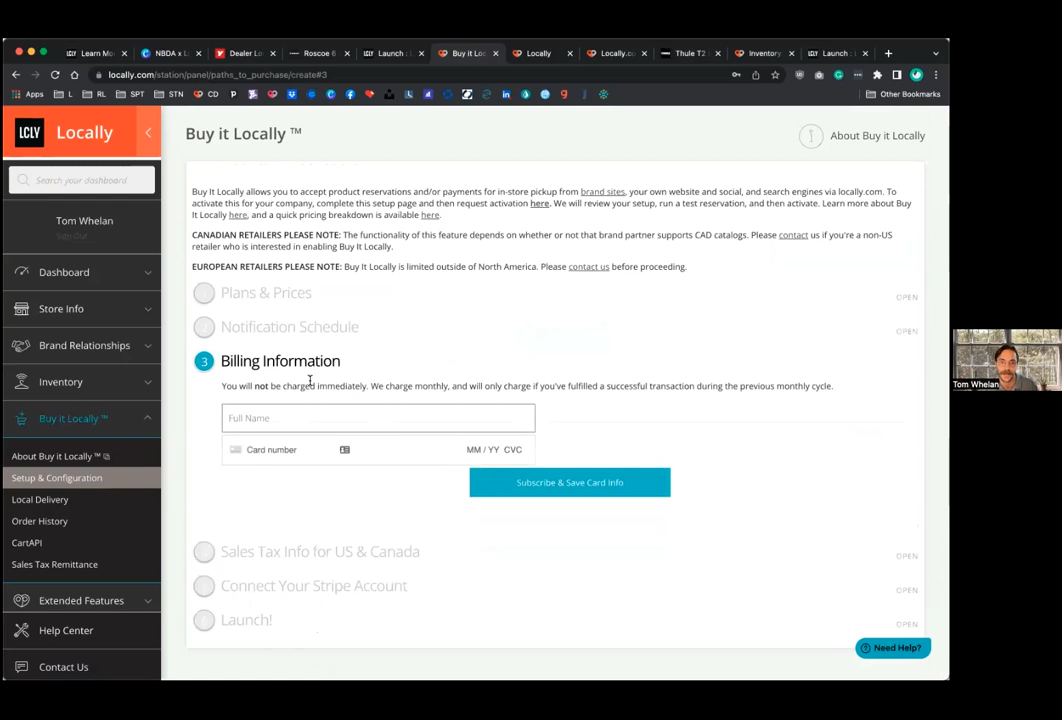 LCLY Learn Mo
NBDA x L
Dealer Lo
Roscoe 6
LCLY Launch :
Buy it Loc
Locally
Locally.co
Thule T2
Inventory
LCLY Launch : L
locally.com/station/panel/paths_to_purchase/create#3
Apps
L
RL
SPT
STN
CD
Other Bookmarks
LCLY Locally
Search your dashboard
Tom Whelan
Sign Out
Dashboard
Store Info
Brand Relationships
Inventory
Buy it Locally ™
About Buy it Locally ™
Setup & Configuration
Local Delivery
Order History
CartAPI
Sales Tax Remittance
Extended Features
Help Center
Contact Us
Buy it Locally ™
About Buy it Locally
Buy It Locally allows you to accept product reservations and/or payments for in-store pickup from brand sites, your own website and social, and search engines via locally.com. To
activate this for your company, complete this setup page and then request activation here. We will review your setup, run a test reservation, and then activate. Learn more about Buy
It Locally here, and a quick pricing breakdown is available here.
CANADIAN RETAILERS PLEASE NOTE: The functionality of this feature depends on whether or not that brand partner supports CAD catalogs. Please contact us if you're a non-US
retailer who is interested in enabling Buy It Locally.
EUROPEAN RETAILERS PLEASE NOTE: Buy It Locally is limited outside of North America. Please contact us before proceeding.
Plans & Prices
OPEN
Notification Schedule
OPEN
3 Billing Information
You will not be charged immediately. We charge monthly, and will only charge if you've fulfilled a successful transaction during the previous monthly cycle.
Full Name
Card number MM / YY CVC
Subscribe & Save Card Info
Sales Tax Info for US & Canada
OPEN
Connect Your Stripe Account
OPEN
Launch!
OPEN
Need Help?
Tom Whelan